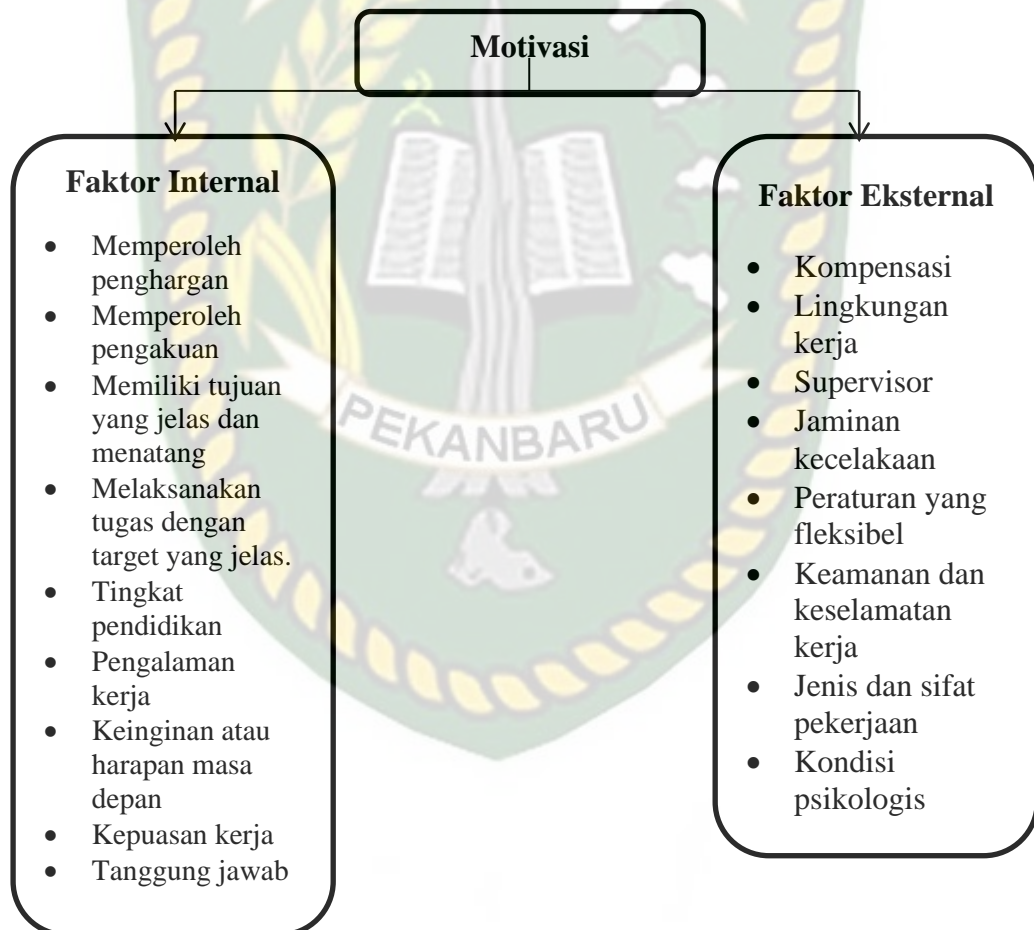 Motivasi
Faktor Internal
• Memperoleh
penghargan
• Memperoleh
pengakuan
• Memiliki tujuan
yang jelas dan
menatang
• Melaksanakan
tugas dengan
target yang jelas.
• Tingkat
pendidikan
• Pengalaman
kerja
• Keinginan atau
harapan masa
depan
• Kepuasan kerja
• Tanggung jawab
Faktor Eksternal
• Kompensasi
• Lingkungan
kerja
• Supervisor
• Jaminan
kecelakaan
• Peraturan yang
fleksibel
• Keamanan dan
keselamatan
kerja
• Jenis dan sifat
pekerjaan
• Kondisi
psikologis
PEKANBARU